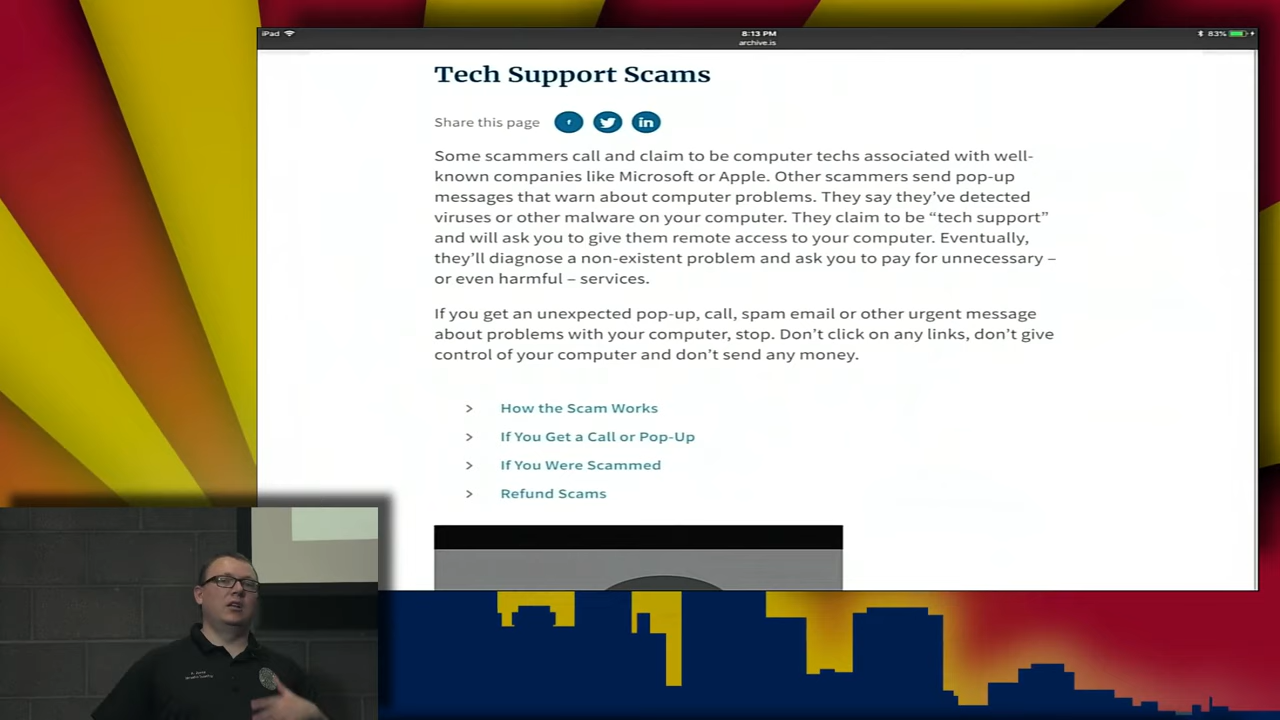 iPad
8:13 PM
archive.is
83%
Tech Support Scams
Share this page
Some scammers call and claim to be computer techs associated with well-
known companies like Microsoft or Apple. Other scammers send pop-up
messages that warn about computer problems. They say they’ve detected
viruses or other malware on your computer. They claim to be “tech support”
and will ask you to give them remote access to your computer. Eventually,
they’ll diagnose a non-existent problem and ask you to pay for unnecessary –
or even harmful – services.
If you get an unexpected pop-up, call, spam email or other urgent message
about problems with your computer, stop. Don’t click on any links, don’t give
control of your computer and don’t send any money.
> How the Scam Works
> If You Get a Call or Pop-Up
> If You Were Scammed
> Refund Scams